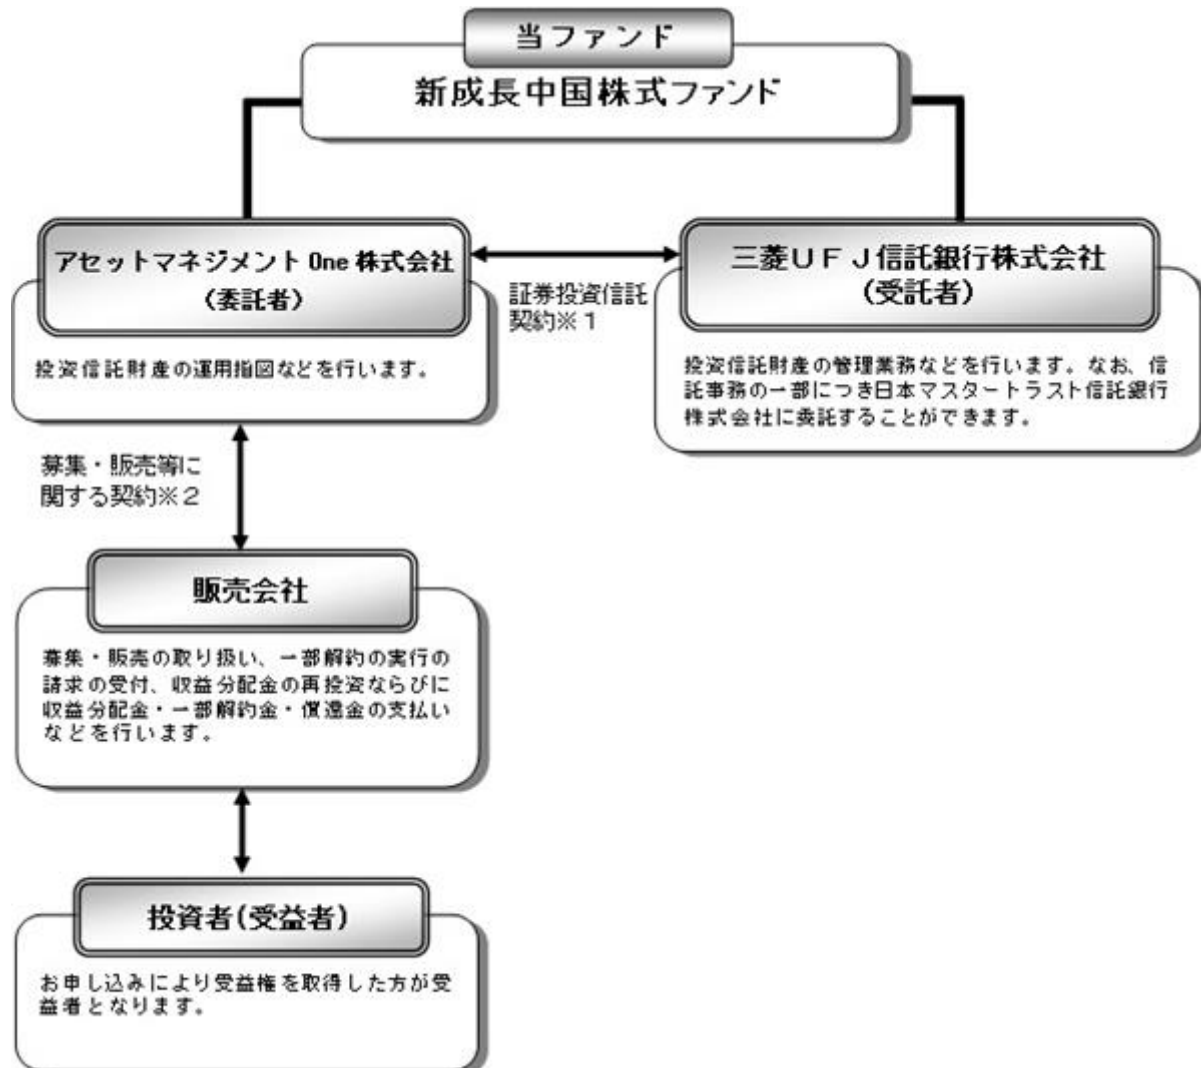 当ファンド
新成長中国株式ファンド
アセットマネジメント One 株式会社
（委託者）
投資信託財産の運用指図などを行います。
証券投資信託
契約※１
三菱ＵＦＪ信託銀行株式会社
（受託者）
投資信託財産の管理業務などを行います。なお、信
託事務の一部につき日本マスタートラスト信託銀行
株式会社に委託することができます。
募集・販売等に
関する契約※２
販売会社
募集・販売の取り扱い、一部解約の実行の
請求の受付、収益分配金の再投資ならびに
収益分配金・一部解約金・償還金の支払い
などを行います。
投資者(受益者)
お申し込みにより受益権を取得した方が受
益者となります。